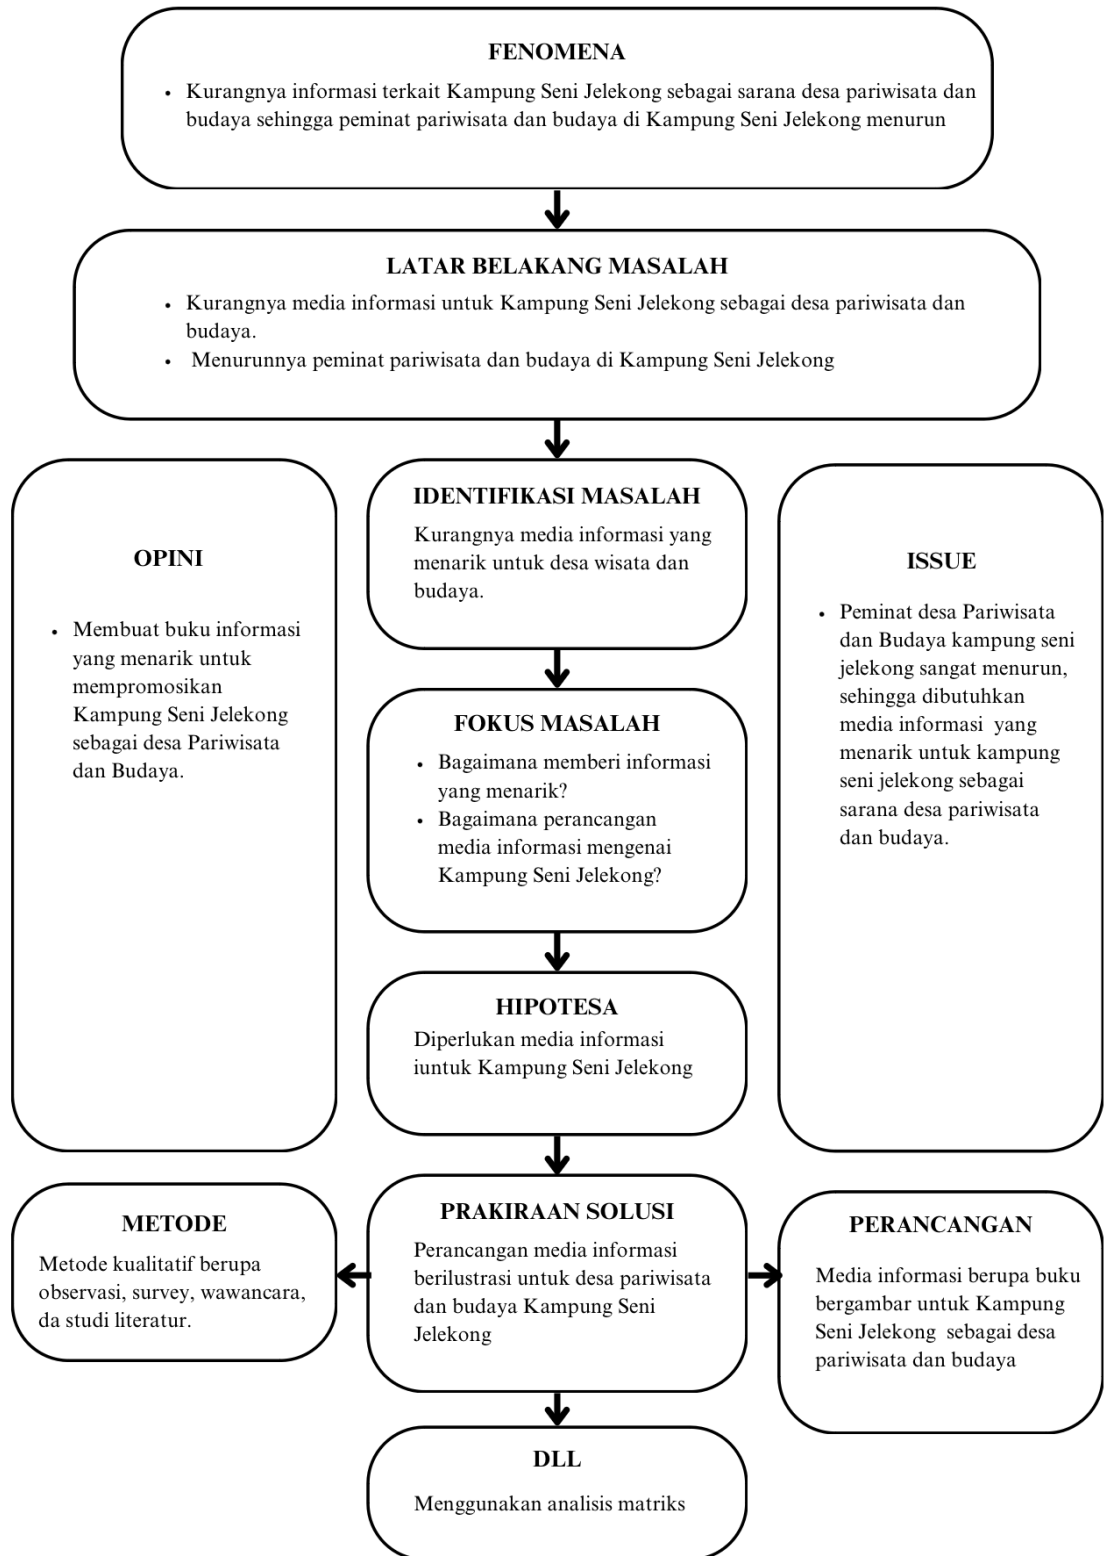 FENOMENA
• Kurangnya informasi terkait Kampung Seni Jelekong sebagai sarana desa pariwisata dan
budaya sehingga peminat pariwisata dan budaya di Kampung Seni Jelekong menurun
LATAR BELAKANG MASALAH
• Kurangnya media informasi untuk Kampung Seni Jelekong sebagai desa pariwisata dan
budaya.
• Menurunnya peminat pariwisata dan budaya di Kampung Seni Jelekong
OPINI
• Membuat buku informasi
yang menarik untuk
mempromosikan
Kampung Seni Jelekong
sebagai desa Pariwisata
dan Budaya.
IDENTIFIKASI MASALAH
Kurangnya media informasi yang
menarik untuk desa wisata dan
budaya.
FOKUS MASALAH
• Bagaimana memberi informasi
yang menarik?
• Bagaimana perancangan
media informasi mengenai
Kampung Seni Jelekong?
HIPOTESA
Diperlukan media informasi
iuntuk Kampung Seni Jelekong
ISSUE
• Peminat desa Pariwisata
dan Budaya kampung seni
jelekong sangat menurun,
sehingga dibutuhkan
media informasi yang
menarik untuk kampung
seni jelekong sebagai
sarana desa pariwisata
dan budaya.
METODE
Metode kualitatif berupa
observasi, survey, wawancara,
da studi literatur.
PRAKIRAAN SOLUSI
Perancangan media informasi
berilustrasi untuk desa pariwisata
dan budaya Kampung Seni
Jelekong
PERANCANGAN
Media informasi berupa buku
bergambar untuk Kampung
Seni Jelekong sebagai desa
pariwisata dan budaya
DLL
Menggunakan analisis matriks